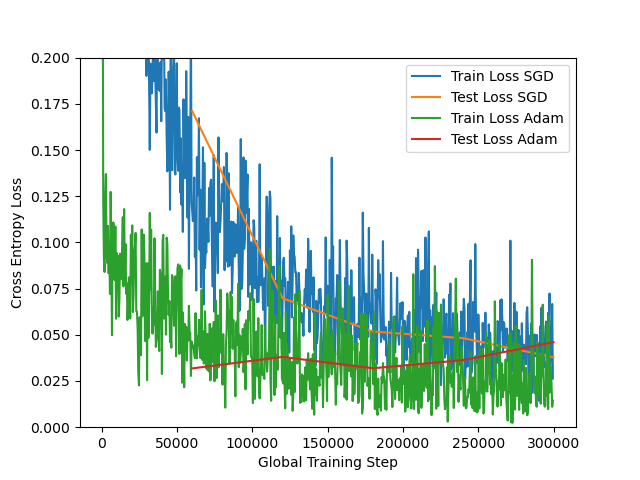 0.200
0.175
0.150
0.125
0.100
0.075
0.050
0.025
0.000
Cross Entropy Loss
Train Loss SGD
Test Loss SGD
Train Loss Adam
Test Loss Adam
0 50000 100000 150000 200000 250000 300000
Global Training Step